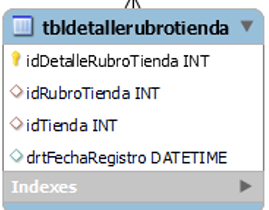 tbldetallerubrotienda
idDetalleRubroTienda INT
idRubroTienda INT
idTienda INT
drtFechaRegistro DATETIME
Indexes